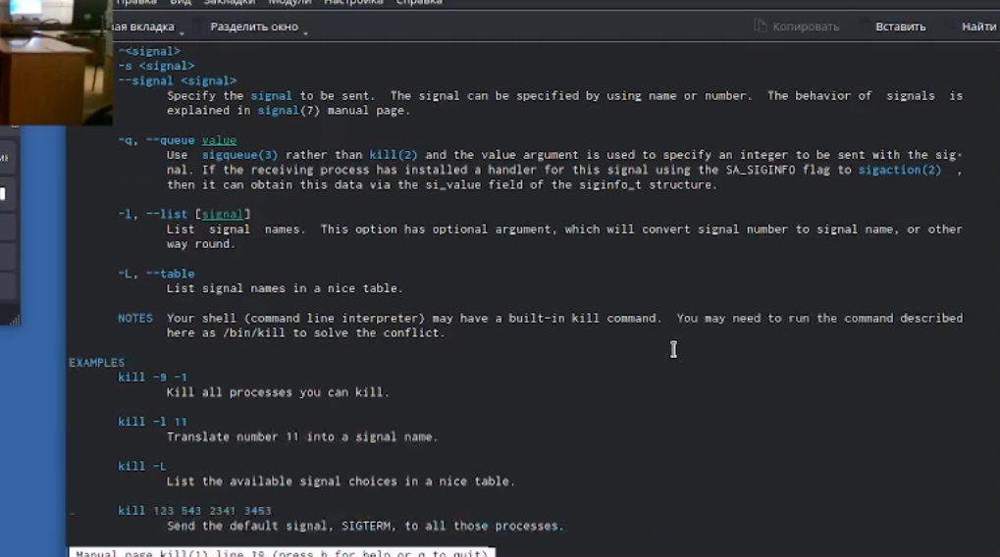 Правка Вид Закладки Модули Настройка Справка
ая вкладка Разделить окно Копировать Вставить Найти
-<signal>
-s <signal>
--signal <signal>
Specify the signal to be sent. The signal can be specified by using name or number. The behavior of signals is
explained in signal(7) manual page.
-q, --queue value
Use sigqueue(3) rather than kill(2) and the value argument is used to specify an integer to be sent with the sig-
nal. If the receiving process has installed a handler for this signal using the SA_SIGINFO flag to sigaction(2) ,
then it can obtain this data via the si_value field of the siginfo_t structure.
-l, --list [signal]
List signal names. This option has optional argument, which will convert signal number to signal name, or other
way round.
-L, --table
List signal names in a nice table.
NOTES Your shell (command line interpreter) may have a built-in kill command. You may need to run the command described
here as /bin/kill to solve the conflict.
EXAMPLES
kill -9 -1
Kill all processes you can kill.
kill -l 11
Translate number 11 into a signal name.
kill -L
List the available signal choices in a nice table.
kill 123 543 2341 3453
Send the default signal, SIGTERM, to all those processes.
Manual page kill(1) line 19 (press h for help or q to quit)